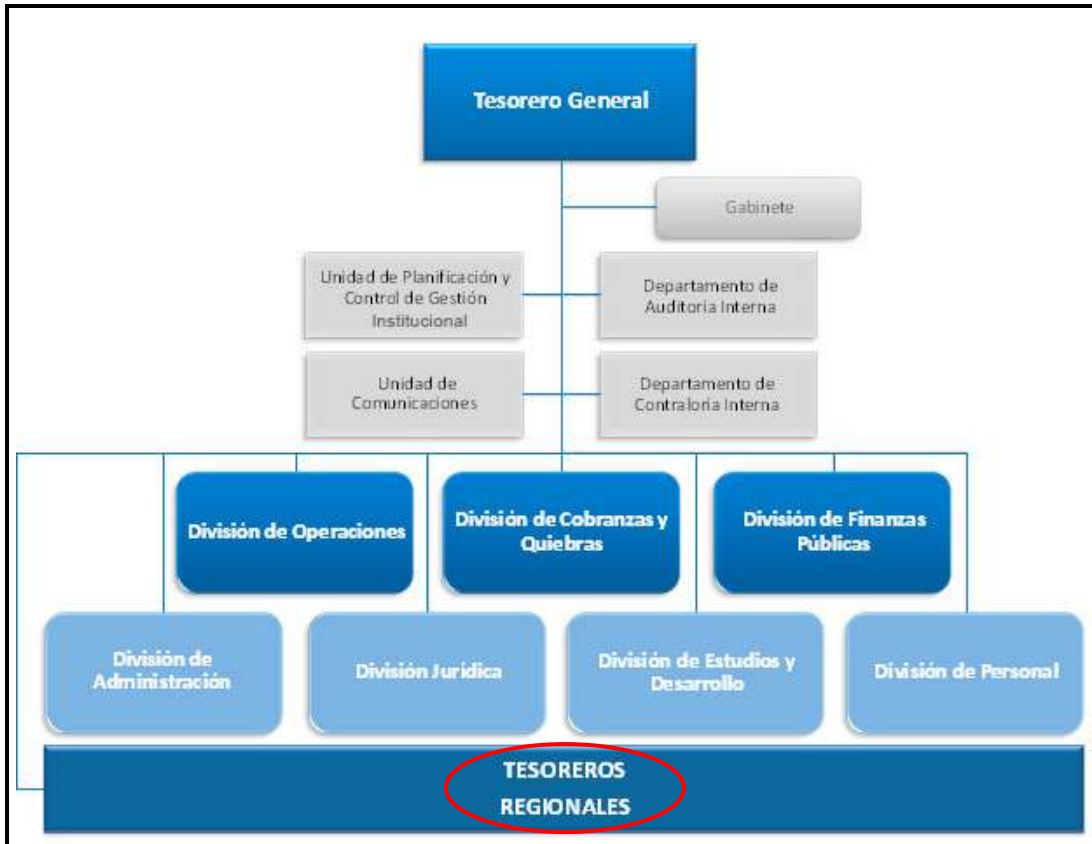 Tesorero General
Gabinete
Unidad de Planificación y
Control de Gestión
Institucional
Departamento de
Auditoria Interna
Unidad de
Comunicaciones
Departamento de
Contraloria Interna
División de Operaciones
División de Cobranzas y
Quiebras
División de Finanzas
Públicas
División de
Administración
División Jurídica
División de Estudios y
Desarrollo
División de Personal
TESOREROS
REGIONALES